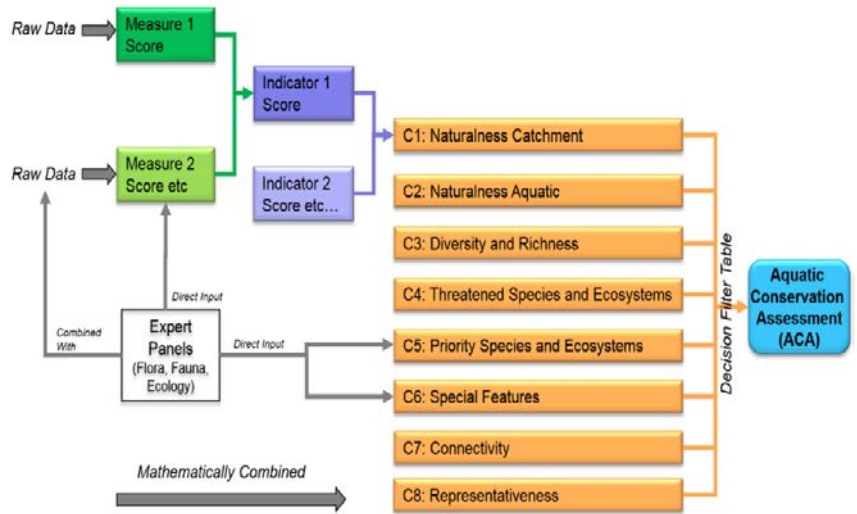 Raw Data
Measure 1
Score
Indicator 1
Score
C1: Naturalness Catchment
Raw Data
Measure 2
Score etc
Indicator 2
Score etc…
C2: Naturalness Aquatic
C3: Diversity and Richness
C4: Threatened Species and Ecosystems
C5: Priority Species and Ecosystems
C6: Special Features
C7: Connectivity
C8: Representativeness
Decision Filter Table
Aquatic
Conservation
Assessment
(ACA)
Direct Input
Combined
With
Expert
Panels
(Flora, Fauna,
Ecology)
Direct Input
Mathematically Combined